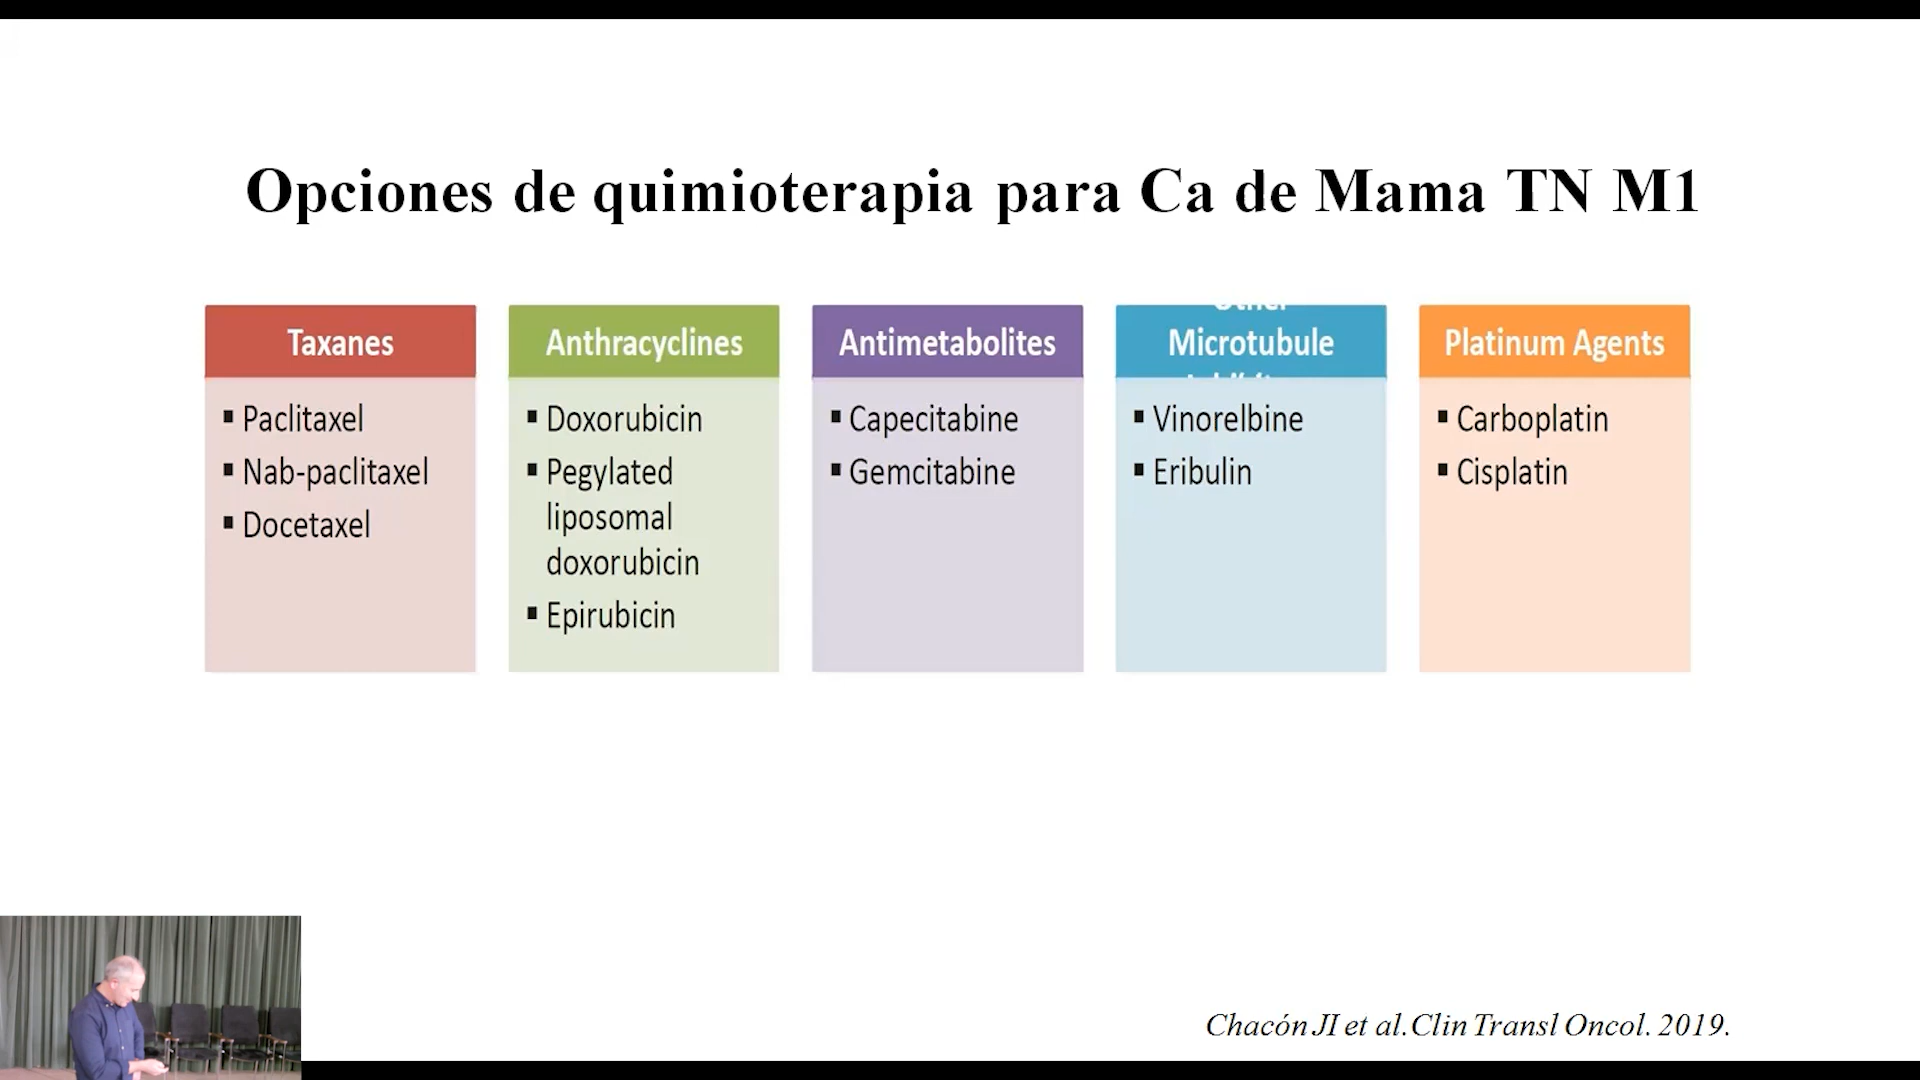 Opciones de quimioterapia para Ca de Mama TN M1
Taxanes
▪ Paclitaxel
▪ Nab-paclitaxel
▪ Docetaxel
Anthracyclines
▪ Doxorubicin
▪ Pegylated
liposomal
doxorubicin
▪ Epirubicin
Antimetabolites
▪ Capecitabine
▪ Gemcitabine
Other
Microtubule
▪ Vinorelbine
▪ Eribulin
Platinum Agents
▪ Carboplatin
▪ Cisplatin
Chacón JI et al. Clin Transl Oncol. 2019.